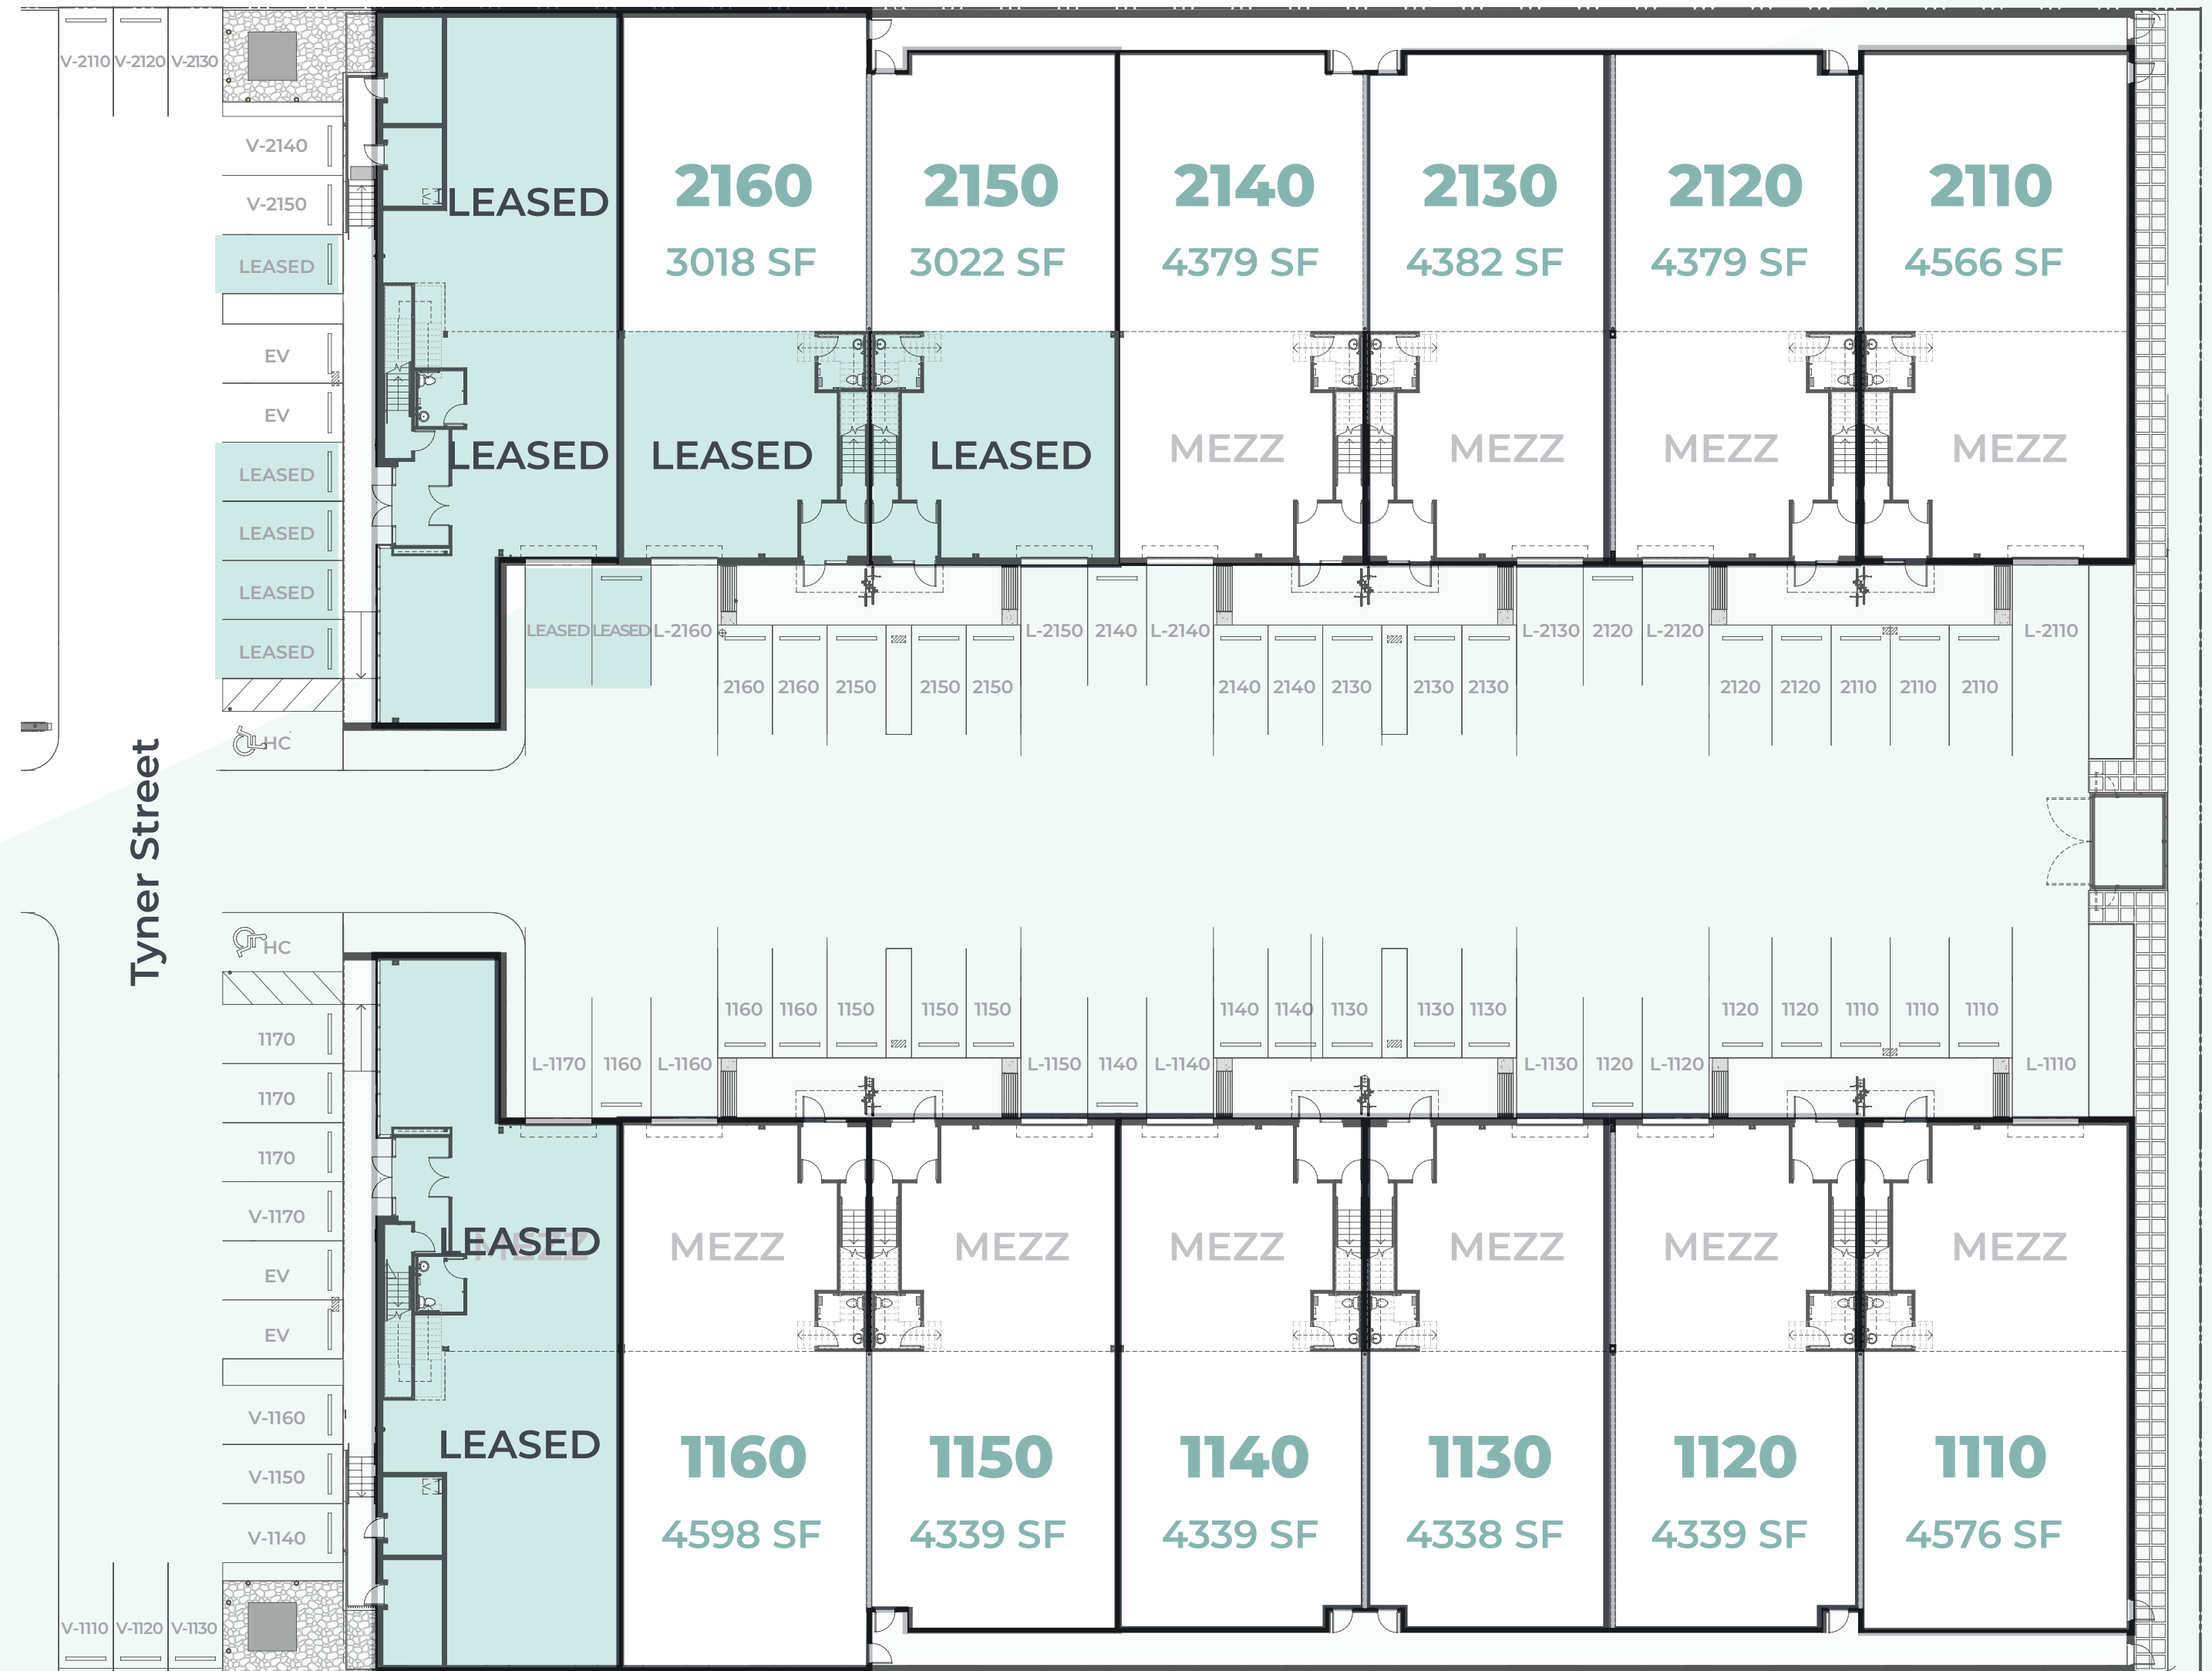 V-2110 V-2120 V-2130
V-2140
V-2150
LEASED
EV
EV
LEASED
LEASED
LEASED
LEASED
HC
LEASED
2160
3018 SF
2150
3022 SF
2140
4379 SF
2130
4382 SF
2120
4379 SF
2110
4566 SF
LEASED
LEASED
LEASED
MEZZ
MEZZ
MEZZ
MEZZ
LEASED LEASED L-2160 L-2150 2140 L-2140 L-2130 2120 L-2120 L-2110
2160 2160 2150 2150 2150 2140 2140 2130 2130 2130 2120 2120 2110 2110 2110
Tyner Street
HC
1170
1170
1170
V-1170
EV
EV
V-1160
V-1150
V-1140
V-1110 V-1120 V-1130
1160 1160 1150 1150 1150 1140 1140 1130 1130 1130 1120 1120 1110 1110 1110
L-1170 1160 L-1160 L-1150 1140 L-1140 L-1130 1120 L-1120 L-1110
LEASED
MEZZ
MEZZ
MEZZ
MEZZ
MEZZ
MEZZ
MEZZ
LEASED
1160
4598 SF
1150
4339 SF
1140
4339 SF
1130
4338 SF
1120
4339 SF
1110
4576 SF